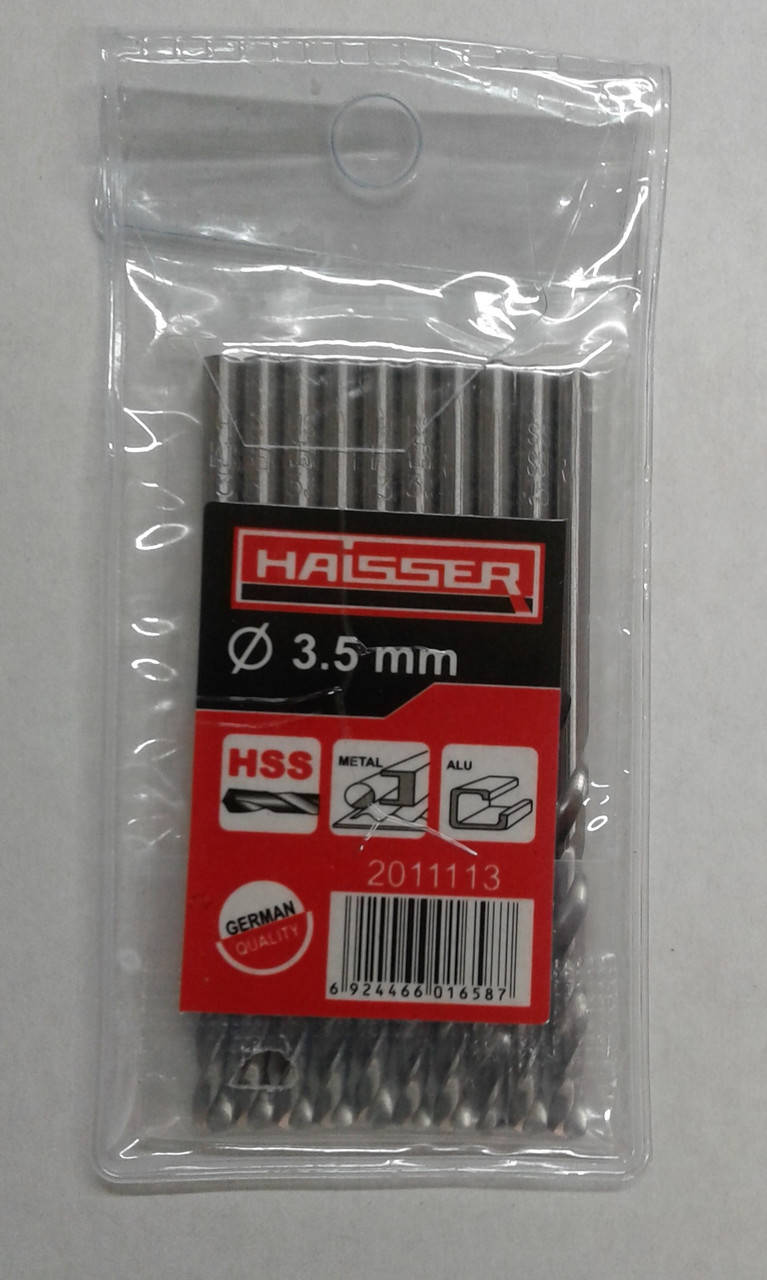 HAISSER
Ø 3.5 mm
HSS
METAL
ALU
2011113
GERMAN
QUALITY
6 924466 016587